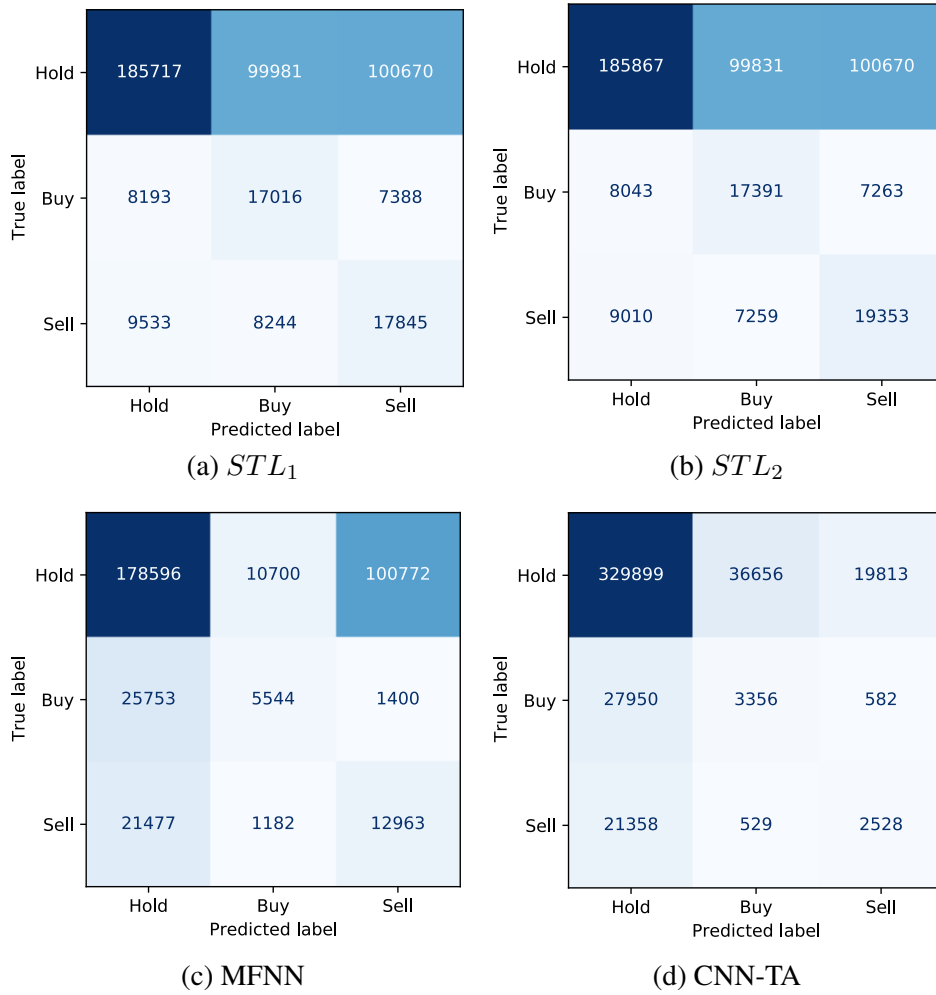 Hold 185717 99981 100670
Buy 8193 17016 7388
Sell 9533 8244 17845
True label
Hold Buy Sell
Predicted label
(a) STL1
Hold 185867 99831 100670
Buy 8043 17391 7263
Sell 9010 7259 19353
True label
Hold Buy Sell
Predicted label
(b) STL2
Hold 178596 10700 100772
Buy 25753 5544 1400
Sell 21477 1182 12963
True label
Hold Buy Sell
Predicted label
(c) MFNN
Hold 329899 36656 19813
Buy 27950 3356 582
Sell 21358 529 2528
True label
Hold Buy Sell
Predicted label
(d) CNN-TA